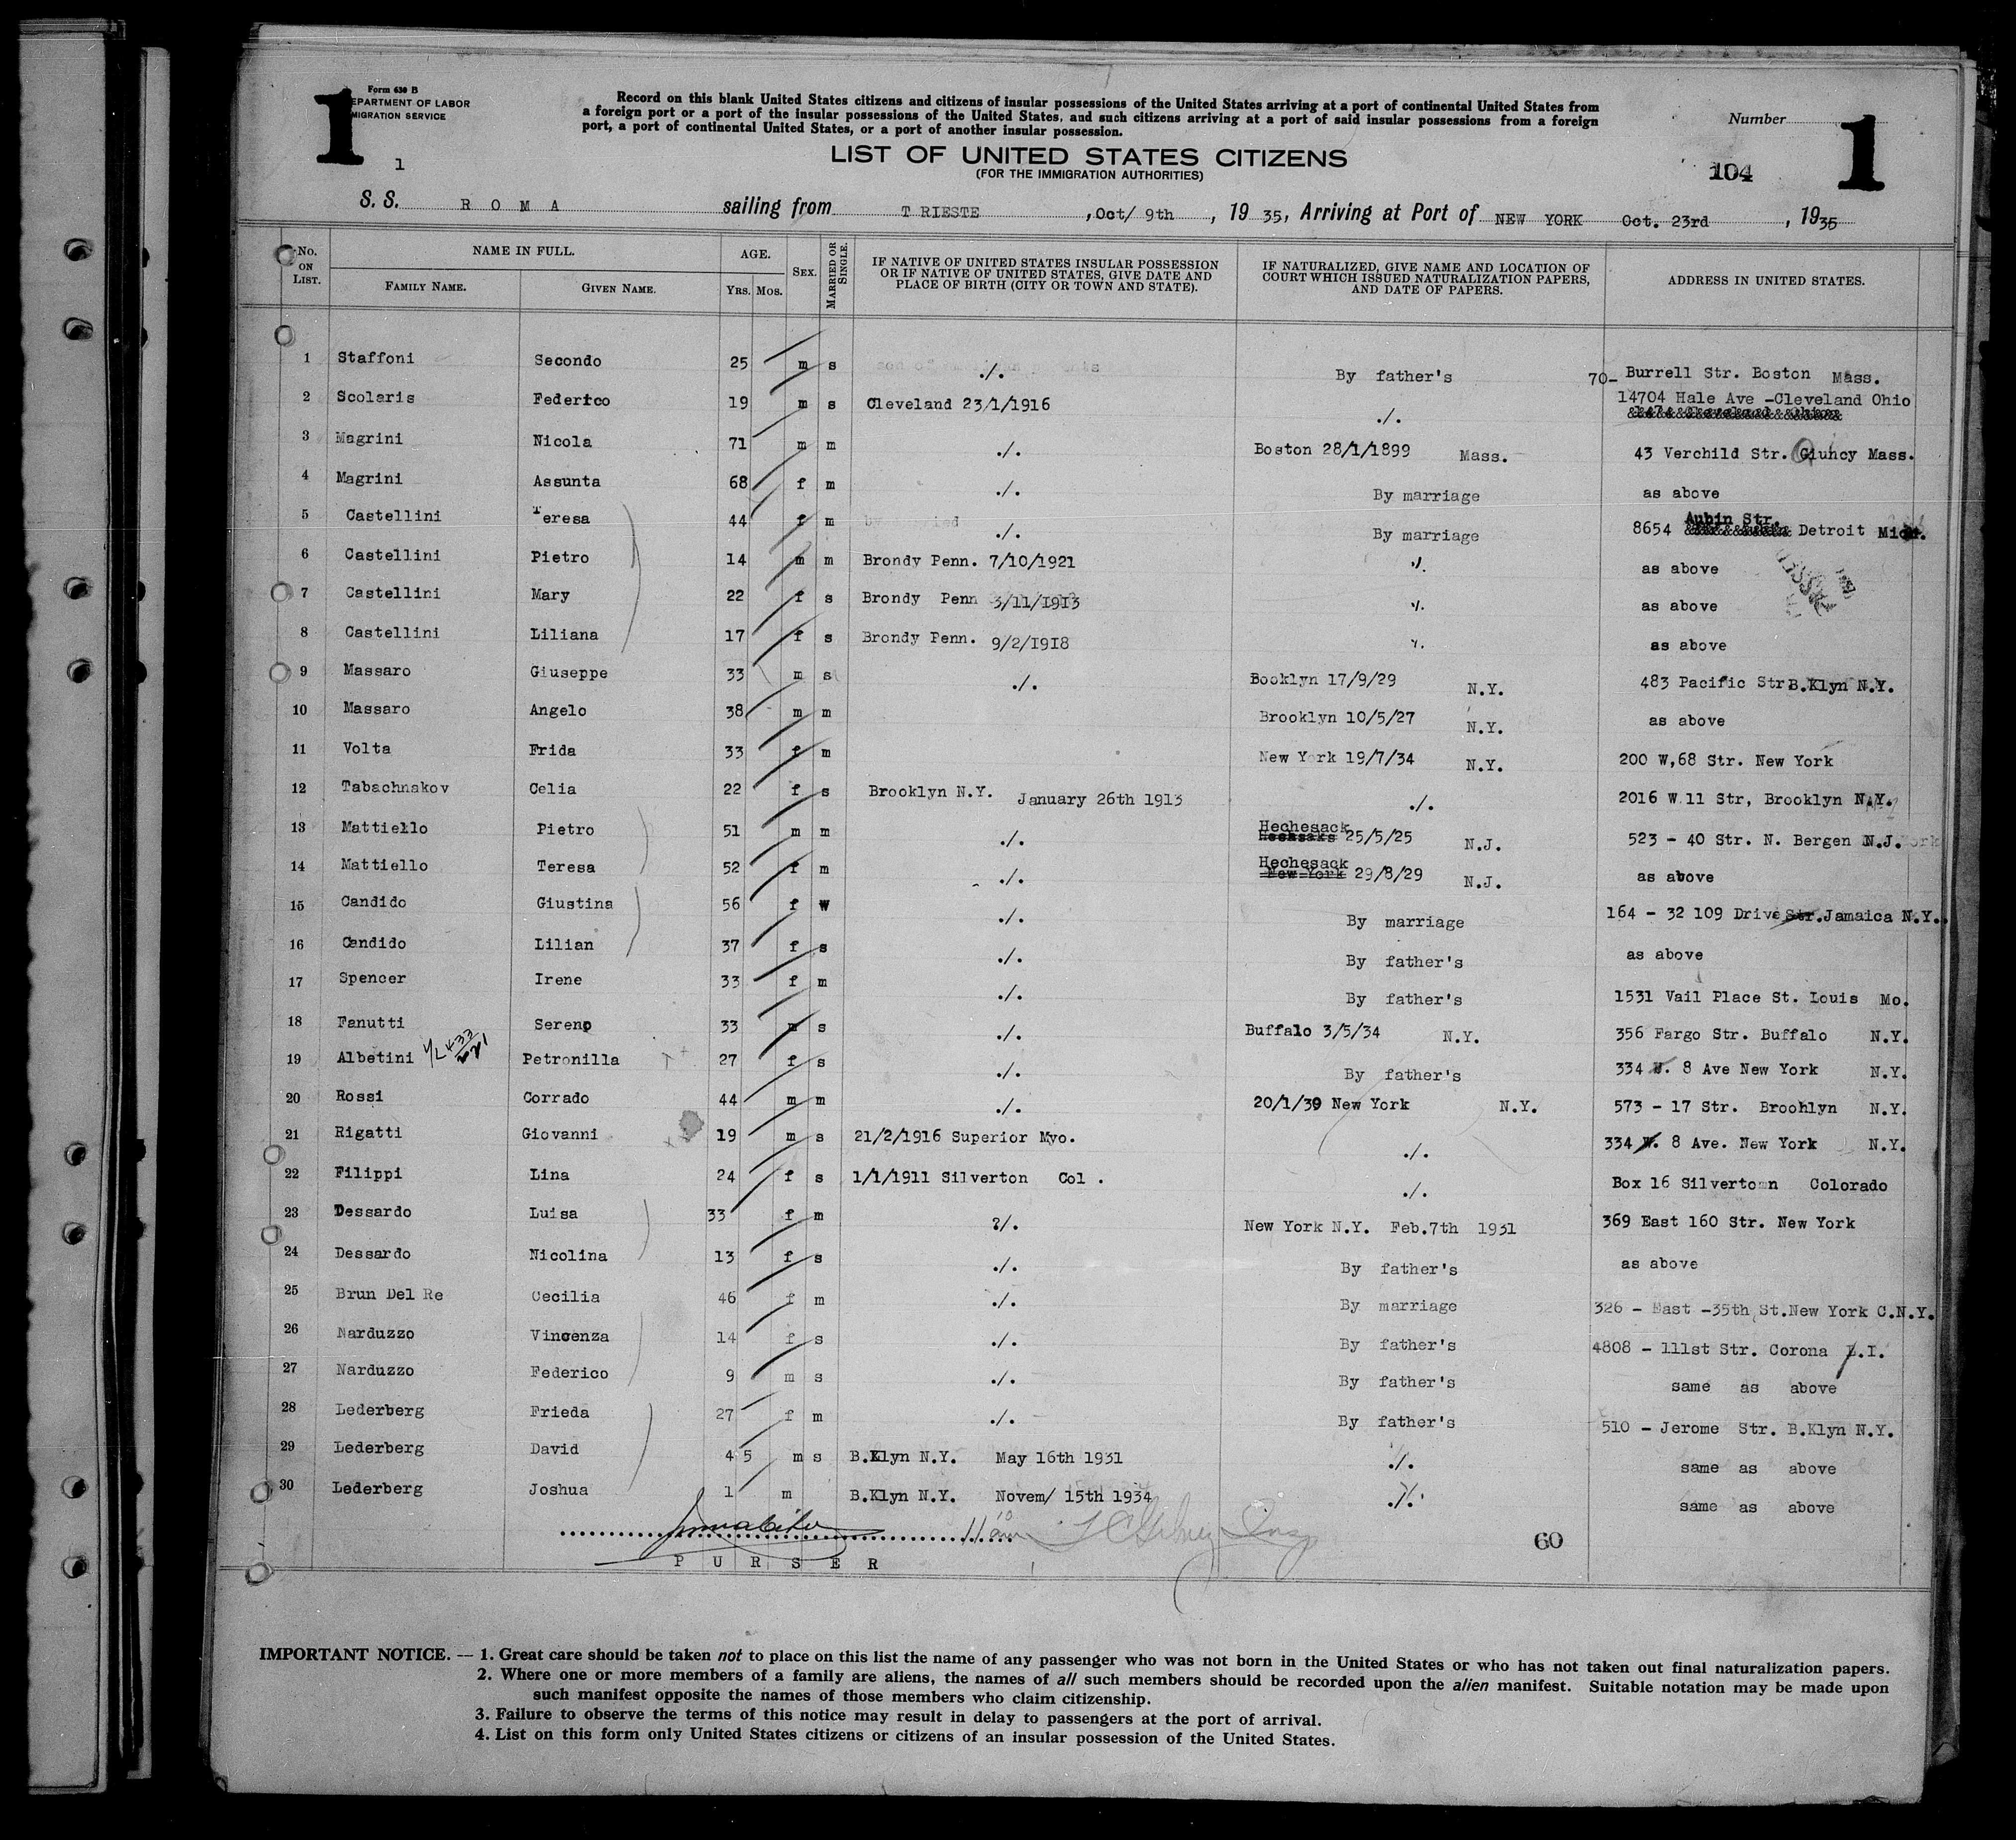 Form 630 B
EPARTMENT OF LABOR
MIGRATION SERVICE
1
1
Record on this blank United States citizens and citizens of insular possessions of the United States arriving at a port of continental United States from
a foreign port or a port of the insular possessions of the United States, and such citizens arriving at a port of said insular possessions from a foreign
port, a port of continental United States, or a port of another insular possession.
Number
1
LIST OF UNITED STATES CITIZENS
(FOR THE IMMIGRATION AUTHORITIES)
104
S. S. R O M A sailing from TRIESTE , Oct/ 9th , 19 35, Arriving at Port of NEW YORK Oct. 23rd , 1935
No. ON LIST. NAME IN FULL. FAMILY NAME. GIVEN NAME. AGE. YRS. MOS. SEX. MARRIED OR SINGLE. IF NATIVE OF UNITED STATES INSULAR POSSESSION OR IF NATIVE OF UNITED STATES, GIVE DATE AND PLACE OF BIRTH (CITY OR TOWN AND STATE). IF NATURALIZED, GIVE NAME AND LOCATION OF COURT WHICH ISSUED NATURALIZATION PAPERS, AND DATE OF PAPERS. ADDRESS IN UNITED STATES.
1 Staffoni Secondo 25 m s ./. By father's 70- Burrell Str. Boston Mass.
2 Scolaris Federico 19 m s Cleveland 23/1/1916 ./. 14704 Hale Ave -Cleveland Ohio
3 Magrini Nicola 71 m m ./. Boston 28/1/1899 Mass. 43 Verchild Str. Qiuncy Mass.
4 Magrini Assunta 68 f m ./. By marriage as above
5 Castellini Teresa 44 f m ./. By marriage 8654 Aubin Str. Detroit Mich.
6 Castellini Pietro 14 m m Brondy Penn. 7/10/1921 ./. as above
7 Castellini Mary 22 f s Brondy Penn 3/11/1913 ./. as above
8 Castellini Liliana 17 f s Brondy Penn. 9/2/1918 ./. as above
9 Massaro Giuseppe 33 m s ./. Booklyn 17/9/29 N.Y. 483 Pacific Str. B.Klyn N.Y.
10 Massaro Angelo 38 m m Brooklyn 10/5/27 N.Y. as above
11 Volta Frida 33 f m New York 19/7/34 N.Y. 200 W,68 Str. New York
12 Tabachnakov Celia 22 f s Brooklyn N.Y. January 26th 1913 ./. 2016 W.11 Str, Brooklyn N.Y.
13 Mattiello Pietro 51 m m ./. Hechesack 25/5/25 N.J. 523 - 40 Str. N. Bergen N.J.
14 Mattiello Teresa 52 f m ./. Hechesack New York 29/8/29 N.J. as above
15 Candido Giustina 56 f w ./. By marriage 164 - 32 109 Drive Str. Jamaica N.Y.
16 Candido Lilian 37 f s ./. By father's as above
17 Spencer Irene 33 f m ./. By father's 1531 Vail Place St. Louis Mo.
18 Fanutti Sereno 33 m s ./. Buffalo 3/5/34 N.Y. 356 Fargo Str. Buffalo N.Y.
19 Albetini Petronilla 27 f s ./. By father's 334 W. 8 Ave New York N.Y.
20 Rossi Corrado 44 m m ./. 20/1/30 New York N.Y. 573 - 17 Str. Broohlyn N.Y.
21 Rigatti Giovanni 19 m s 21/2/1916 Superior Myo. ./. 334 W. 8 Ave. New York N.Y.
22 Filippi Lina 24 f s 1/1/1911 Silverton Col . ./. Box 16 Silverton Colorado
23 Dessardo Luisa 33 f m ?/. New York N.Y. Feb.7th 1931 369 East 160 Str. New York
24 Dessardo Nicolina 13 f s ./. By father's as above
25 Brun Del Re Cecilia 46 f m ./. By marriage 326 - East -35th St.New York C.N.Y.
26 Narduzzo Vincenza 14 f s ./. By father's 4808 - 111st Str. Corona L.I.
27 Narduzzo Federico 9 m s ./. By father's same as above
28 Lederberg Frieda 27 f m ./. By father's 510 - Jerome Str. B.Klyn N.Y.
29 Lederberg David 4 5 m s B.Klyn N.Y. May 16th 1931 ./. same as above
30 Lederberg Joshua 1 m B.Klyn N.Y. Novem/ 15th 1934 ./. same as above
60
P U R S E R
IMPORTANT NOTICE. — 1. Great care should be taken not to place on this list the name of any passenger who was not born in the United States or who has not taken out final naturalization papers.
2. Where one or more members of a family are aliens, the names of all such members should be recorded upon the alien manifest. Suitable notation may be made upon
such manifest opposite the names of those members who claim citizenship.
3. Failure to observe the terms of this notice may result in delay to passengers at the port of arrival.
4. List on this form only United States citizens or citizens of an insular possession of the United States.